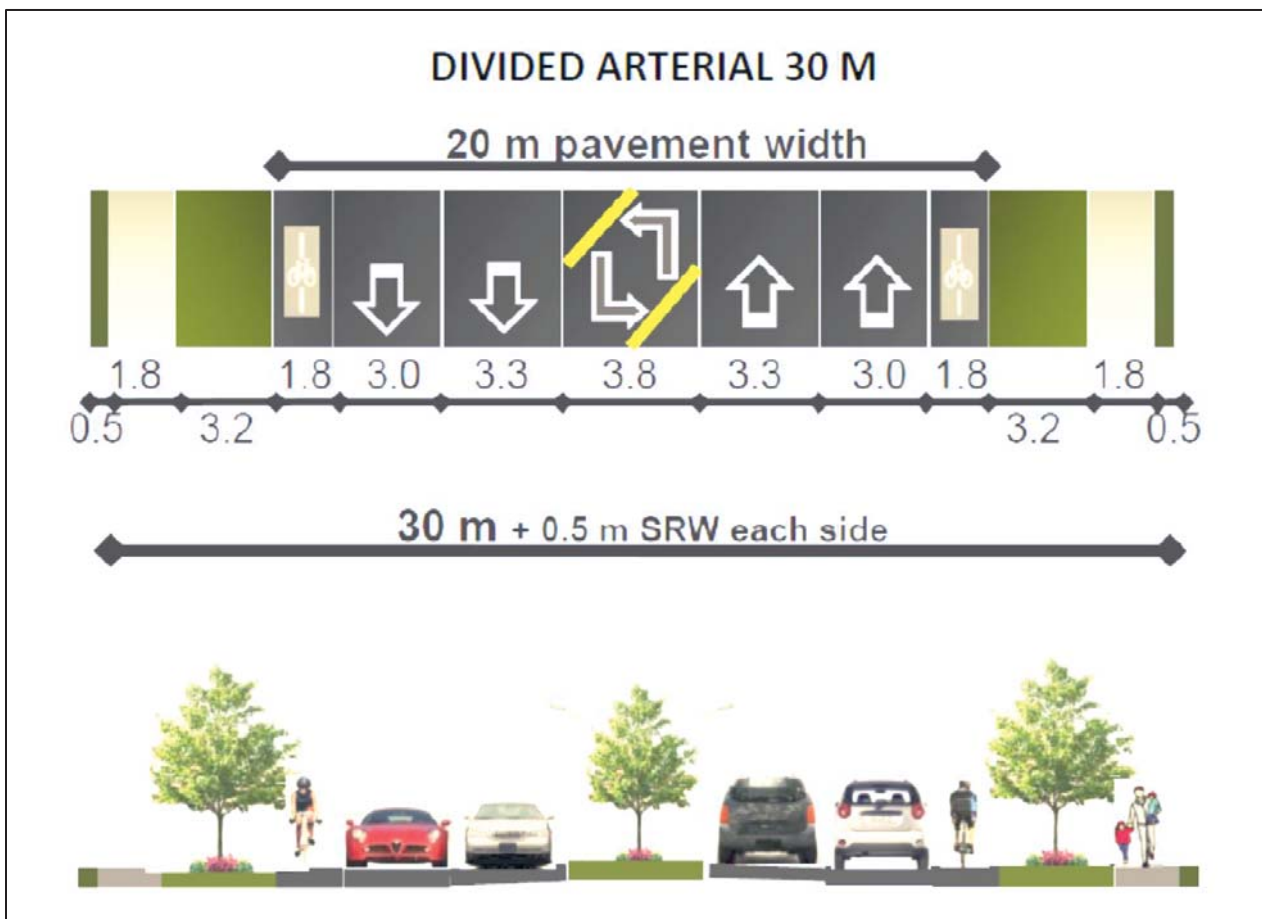 DIVIDED ARTERIAL 30 M
20 m pavement width
1.8 1.8 3.0 3.3 3.8 3.3 3.0 1.8 1.8
0.5 3.2 3.2 0.5
30 m + 0.5 m SRW each side